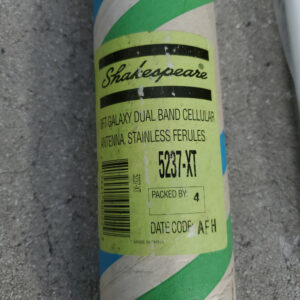 Shakespeare
8FT GALAXY DUAL BAND CELLULAR
ANTENNA. STAINLESS FERULES
5237-XT
PACKED BY: 4
DATE CODE: AFH